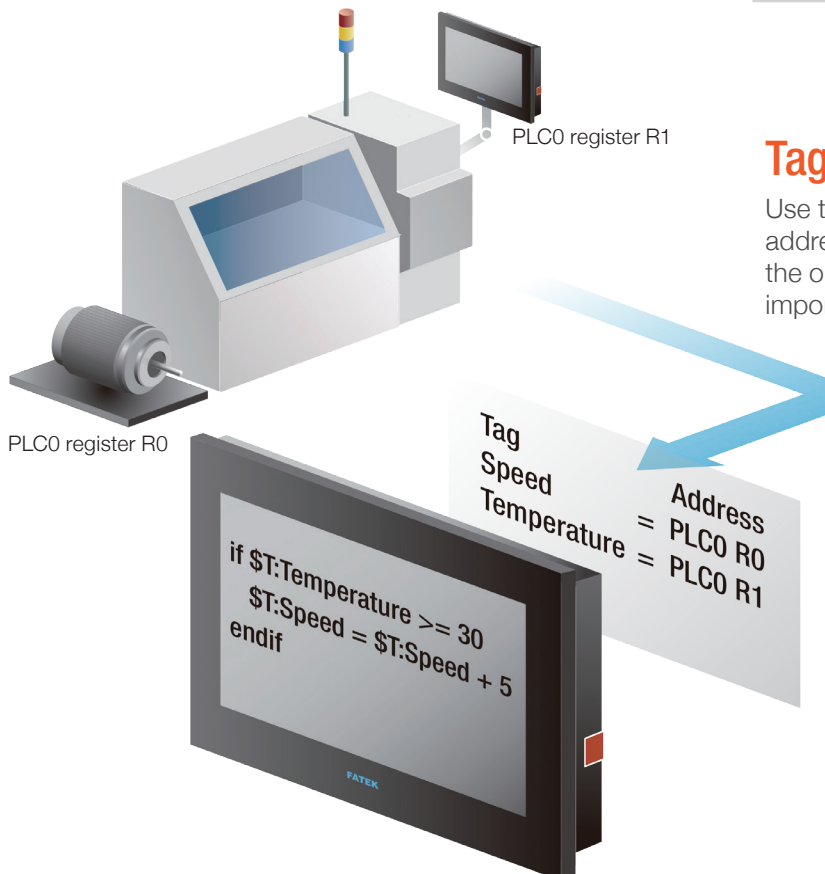 PLC0 register R1
Tag
Use t
addre
the o
impo
PLC0 register R0
Tag Address
Speed = PLC0 R0
Temperature = PLC0 R1
if $T:Temperature >= 30
$T:Speed = $T:Speed + 5
endif
FATEK